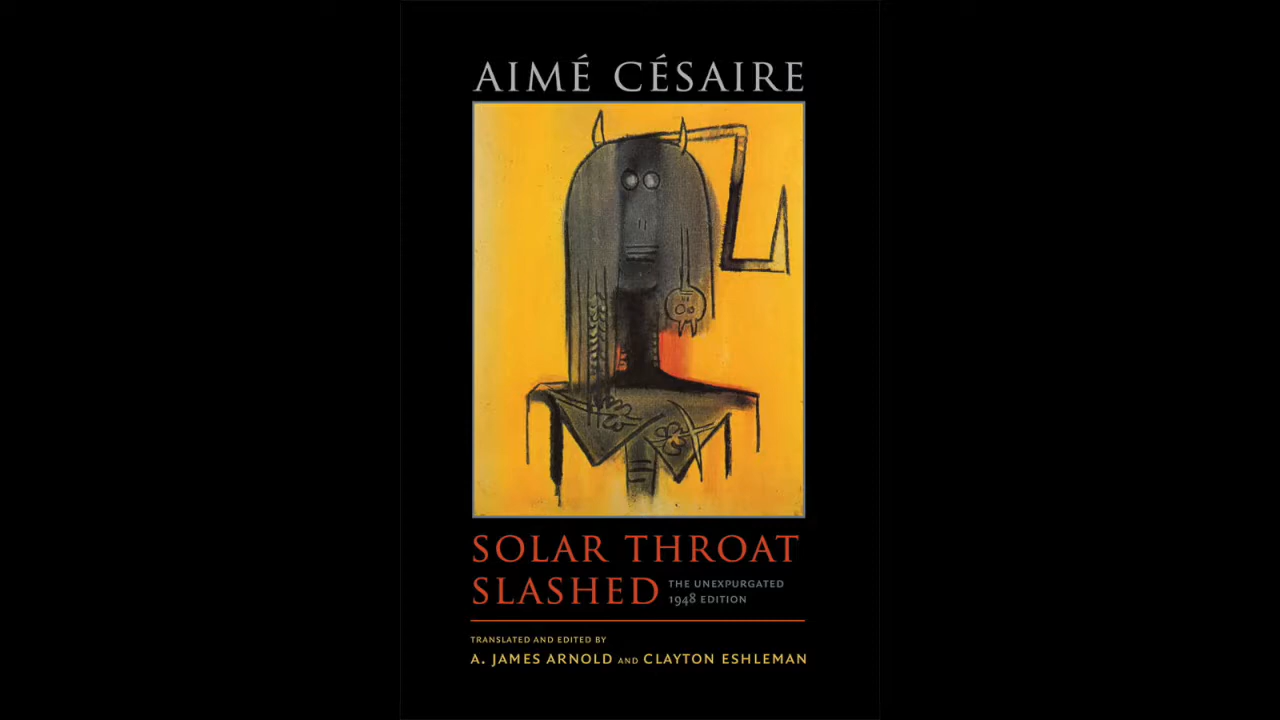 AIMÉ CÉSAIRE
SOLAR THROAT
SLASHED
THE UNEXPURGATED
1948 EDITION
TRANSLATED AND EDITED BY
A. JAMES ARNOLD AND CLAYTON ESHLEMAN